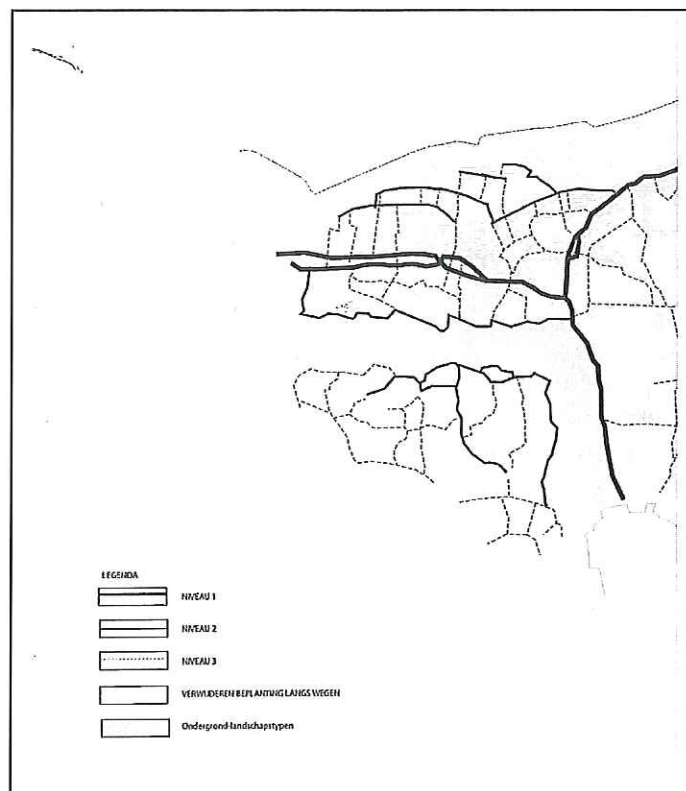 LEGENDA
NIVEAU 1
NIVEAU 2
NIVEAU 3
VERWIJDEREN BEPLANTING LANGS WEGEN
Ondergrond-landschapstypen